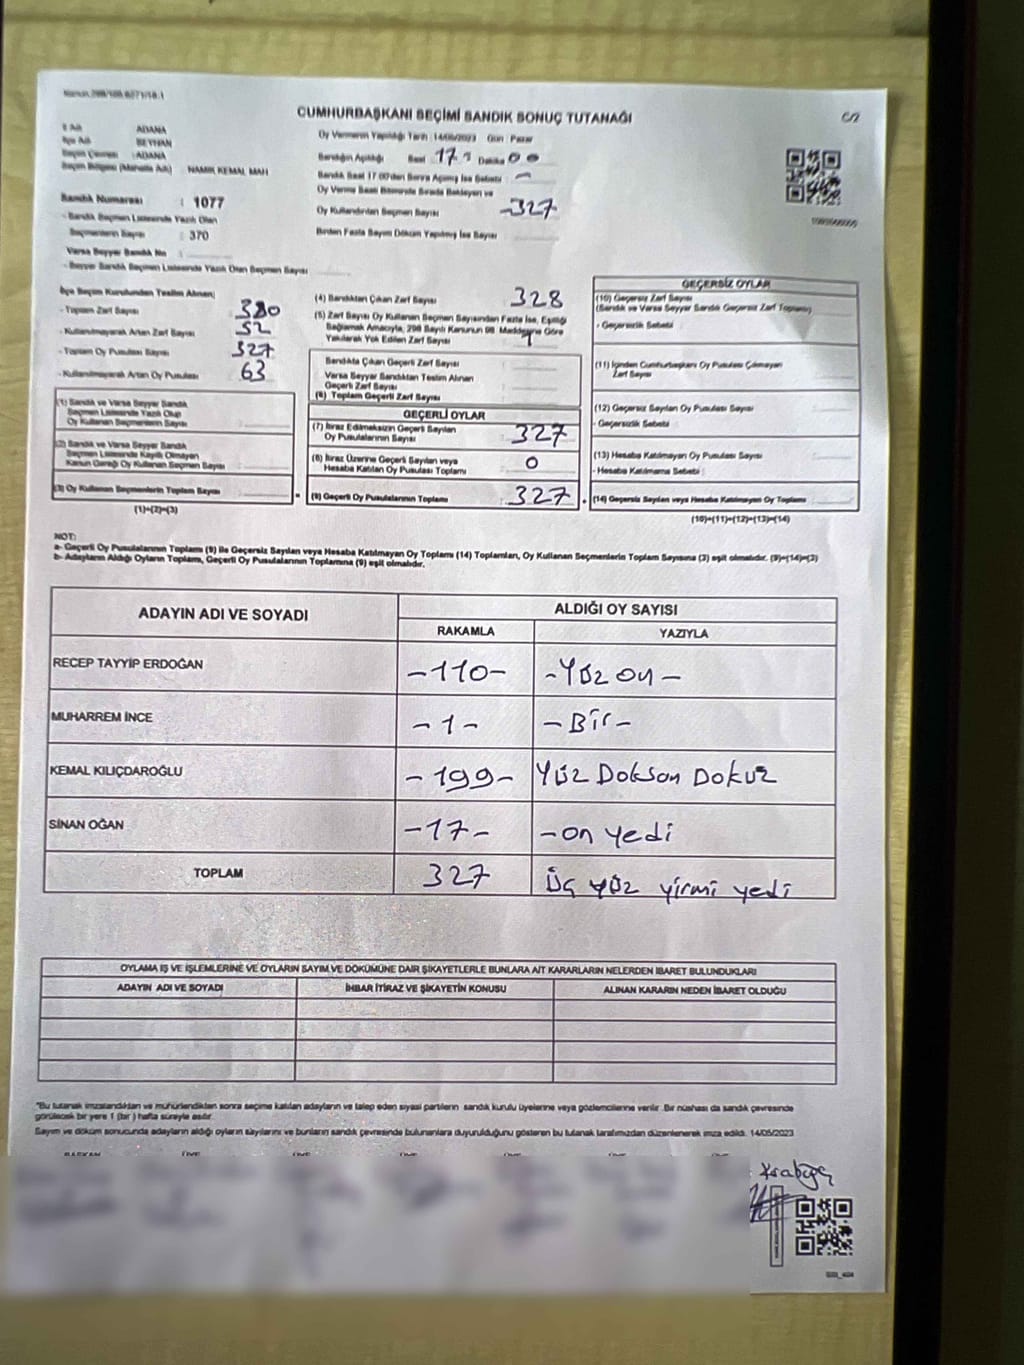 CUMHURBAŞKANI SEÇİMİ SANDIK SONUÇ TUTANAĞI
İl Adı : ADANA
İlçe Adı : SEYHAN
Seçim Çevresi : ADANA
Seçim Bölgesi (Mahalle Adı) : NAMIK KEMAL MAH
Sandık Numarası : 1077
- Sandık Seçmen Listesinde Yazılı Olan
Seçmenlerin Sayısı : 370
Varsa Seyyar Sandık No :
- Seyyar Sandık Seçmen Listesinde Yazılı Olan Seçmen Sayısı :
Oy Vermenin Yapıldığı Tarih : 14/05/2023 Gün : Pazar
Sandığın Açıldığı Saat : 17 Dakika 00
Sandık Saat 17.00'den Sonra Açılmış İse Sebebi :
Oy Verme Saati Bitiminde Sırada Bekleyen ve
Oy Kullandırılan Seçmen Sayısı -327
Birden Fazla Sayım Döküm Yapılmış İse Sayısı
İlçe Seçim Kurulundan Teslim Alınan;
- Toplam Zarf Sayısı 380
- Kullanılmayarak Artan Zarf Sayısı 52
- Toplam Oy Pusulası Sayısı 327
- Kullanılmayarak Artan Oy Pusulası 63
(1) Sandık ve Varsa Seyyar Sandık
Seçmen Listesinde Yazılı Olup
Oy Kullanan Seçmenlerin Sayısı
(2) Sandık ve Varsa Seyyar Sandık
Seçmen Listesinde Kayıtlı Olmayan
Kanun Gereği Oy Kullanan Seçmen Sayısı
(3) Oy Kullanan Seçmenlerin Toplam Sayısı
(1)+(2)=(3)
(4) Sandıktan Çıkan Zarf Sayısı 328
(5) Zarf Sayısı Oy Kullanan Seçmen Sayısından Fazla İse, Eşitliği
Sağlamak Amacıyla, 298 Sayılı Kanunun 98. Maddesine Göre
Yakılarak Yok Edilen Zarf Sayısı 1
Sandıkta Çıkan Geçerli Zarf Sayısı
Varsa Seyyar Sandıktan Teslim Alınan
Geçerli Zarf Sayısı
(6) Toplam Geçerli Zarf Sayısı
GEÇERLİ OYLAR
(7) İtiraz Edilmeksizin Geçerli Sayılan
Oy Pusulalarının Sayısı 327
(8) İtiraz Üzerine Geçerli Sayılan veya
Hesaba Katılan Oy Pusulası Toplamı 0
(9) Geçerli Oy Pusulalarının Toplamı 327
GEÇERSİZ OYLAR
(10) Geçersiz Zarf Sayısı
(Sandık ve Varsa Seyyar Sandık Geçersiz Zarf Toplamı)
- Geçersizlik Sebebi
(11) İçinden Cumhurbaşkanı Oy Pusulası Çıkmayan
Zarf Sayısı
(12) Geçersiz Sayılan Oy Pusulası Sayısı
- Geçersizlik Sebebi
(13) Hesaba Katılmayan Oy Pusulası Sayısı
- Hesaba Katılmama Sebebi
(14) Geçersiz Sayılan veya Hesaba Katılmayan Oy Toplamı
(10)+(11)+(12)+(13)=(14)
NOT:
a- Geçerli Oy Pusulalarının Toplamı (9) ile Geçersiz Sayılan veya Hesaba Katılmayan Oy Toplamı (14) Toplamları, Oy Kullanan Seçmenlerin Toplam Sayısına (3) eşit olmalıdır. (9)+(14)=(3)
b- Adayların Aldığı Oyların Toplamı, Geçerli Oy Pusulalarının Toplamına (9) eşit olmalıdır.
ADAYIN ADI VE SOYADI ALDIĞI OY SAYISI
RAKAMLA YAZIYLA
RECEP TAYYİP ERDOĞAN -110- -Yüz on-
MUHARREM İNCE -1- -Bir-
KEMAL KILIÇDAROĞLU -199- Yüz Dokson Dokuz
SİNAN OĞAN -17- -on yedi
TOPLAM 327 üç yüz yirmi yedi
OYLAMA İŞ VE İŞLEMLERİNE VE OYLARIN SAYIM VE DÖKÜMÜNE DAİR ŞİKAYETLERLE BUNLARA AİT KARARLARIN NELERDEN İBARET BULUNDUKLARI
ADAYIN ADI VE SOYADI İHBAR İTİRAZ VE ŞİKAYETİN KONUSU ALINAN KARARIN NEDEN İBARET OLDUĞU
"Bu tutanak imzalandıktan ve mühürlendikten sonra seçime katılan adayların ve talep eden siyasi partilerin sandık kurulu üyelerine veya gözlemcilerine verilir. Bir nüshası da sandık çevresinde
görülecek bir yere 1 (bir) hafta süreyle asılır.
Sayım ve döküm sonucunda adayların aldığı oyların sayılarını ve bunların sandık çevresinde bulunanlara duyurulduğunu gösteren bu tutanak tarafımızdan düzenlenerek imza edildi. 14/05/2023